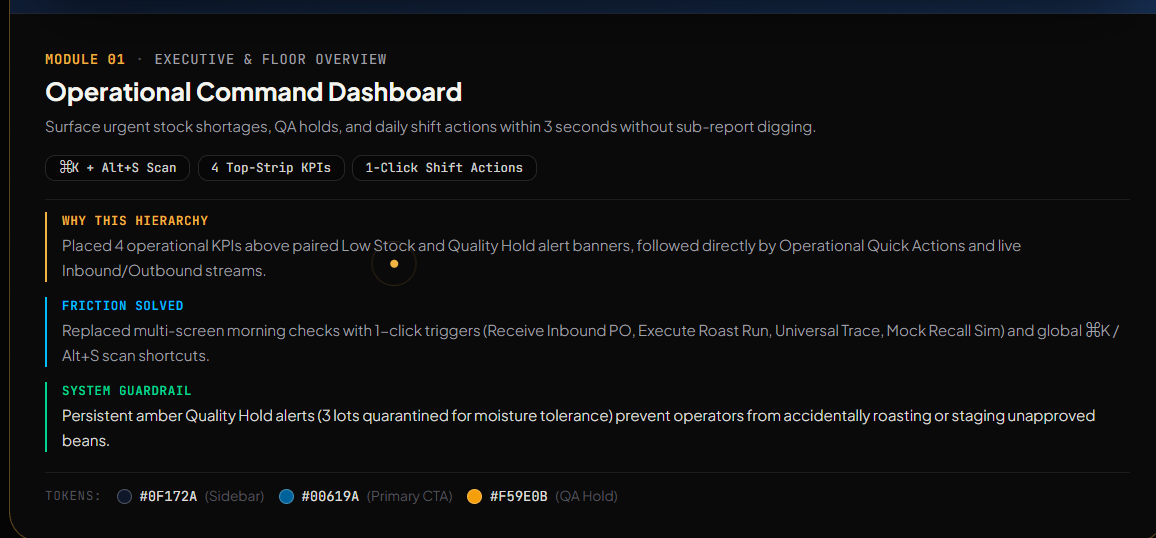 MODULE 01 · EXECUTIVE & FLOOR OVERVIEW
Operational Command Dashboard
Surface urgent stock shortages, QA holds, and daily shift actions within 3 seconds without sub-report digging.
⌘K + Alt+S Scan
4 Top-Strip KPIs
1-Click Shift Actions
WHY THIS HIERARCHY
Placed 4 operational KPIs above paired Low Stock and Quality Hold alert banners, followed directly by Operational Quick Actions and live
Inbound/Outbound streams.
FRICTION SOLVED
Replaced multi-screen morning checks with 1-click triggers (Receive Inbound PO, Execute Roast Run, Universal Trace, Mock Recall Sim) and global ⌘K /
Alt+S scan shortcuts.
SYSTEM GUARDRAIL
Persistent amber Quality Hold alerts (3 lots quarantined for moisture tolerance) prevent operators from accidentally roasting or staging unapproved
beans.
TOKENS: #0F172A (Sidebar) #00619A (Primary CTA) #F59E0B (QA Hold)